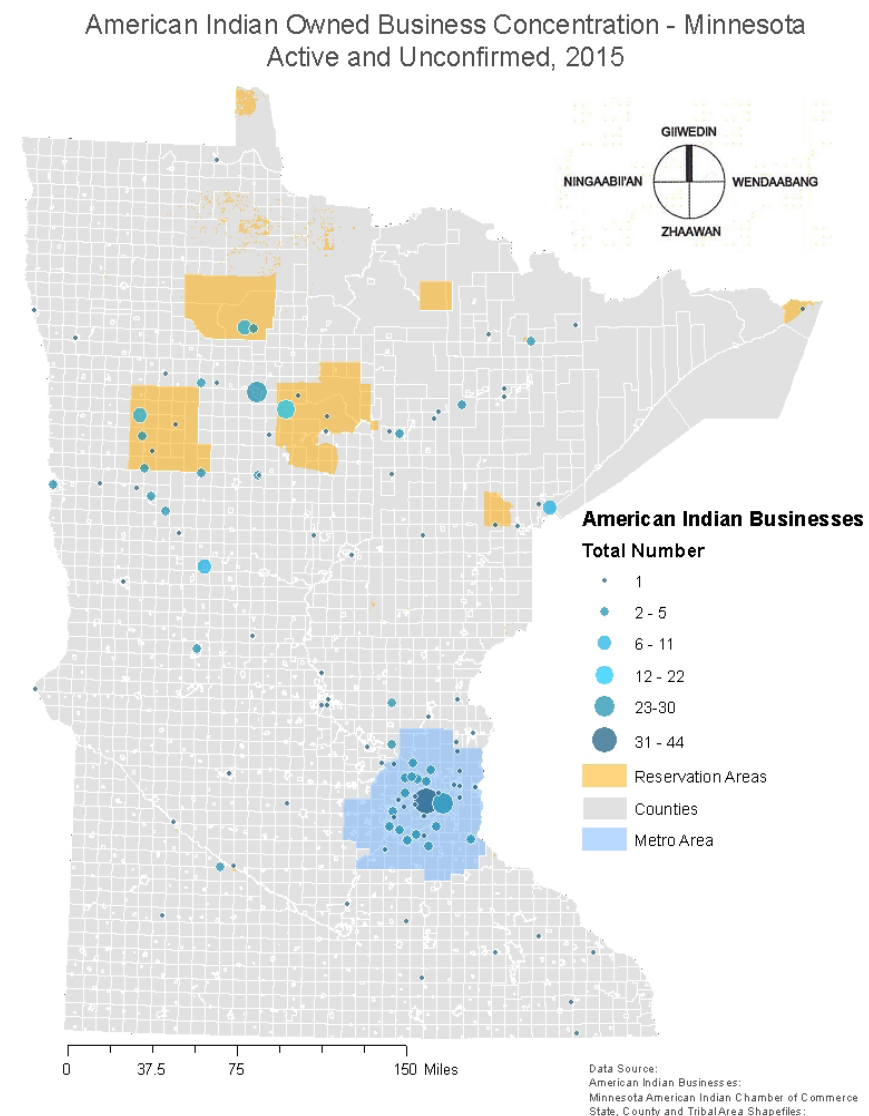 American Indian Owned Business Concentration - Minnesota
Active and Unconfirmed, 2015
GIIWEDIN
NINGAABII'AN
WENDAABANG
ZHAAWAN
American Indian Businesses
Total Number
1
2 - 5
6 - 11
12 - 22
23-30
31 - 44
Reservation Areas
Counties
Metro Area
0 37.5 75 150 Miles
Data Source:
American Indian Businesses:
Minnesota American Indian Chamber of Commerce
State, County and Tribal Area Shapefiles: